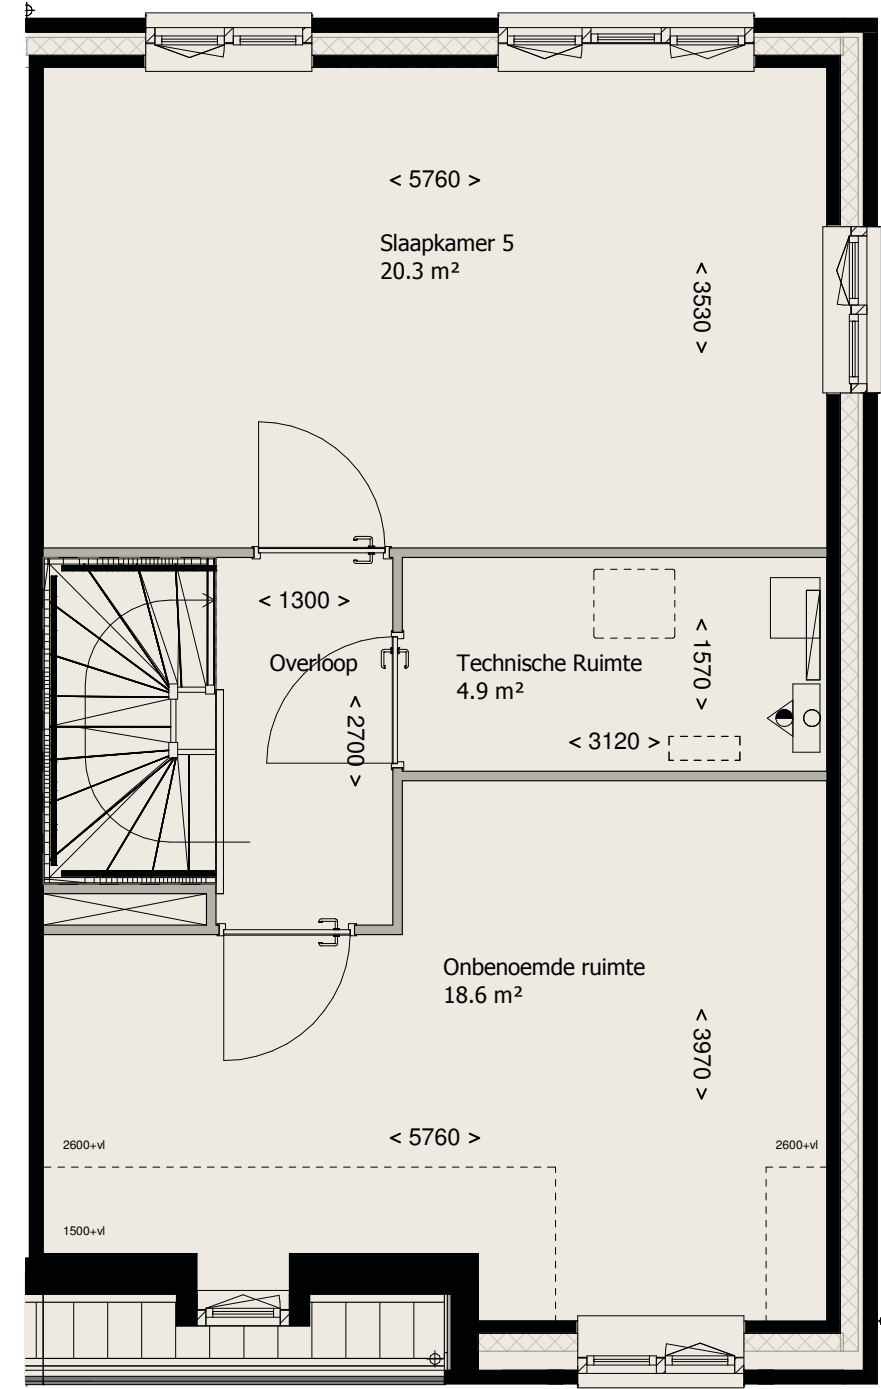 < 5760 >
Slaapkamer 5
20.3 m²
< 3530 >
< 1300 >
Overloop
< 2700 >
Technische Ruimte
4.9 m²
< 1570 >
< 3120 >
Onbenoemde ruimte
18.6 m²
< 3970 >
< 5760 >
2600+vl
2600+vl
1500+vl